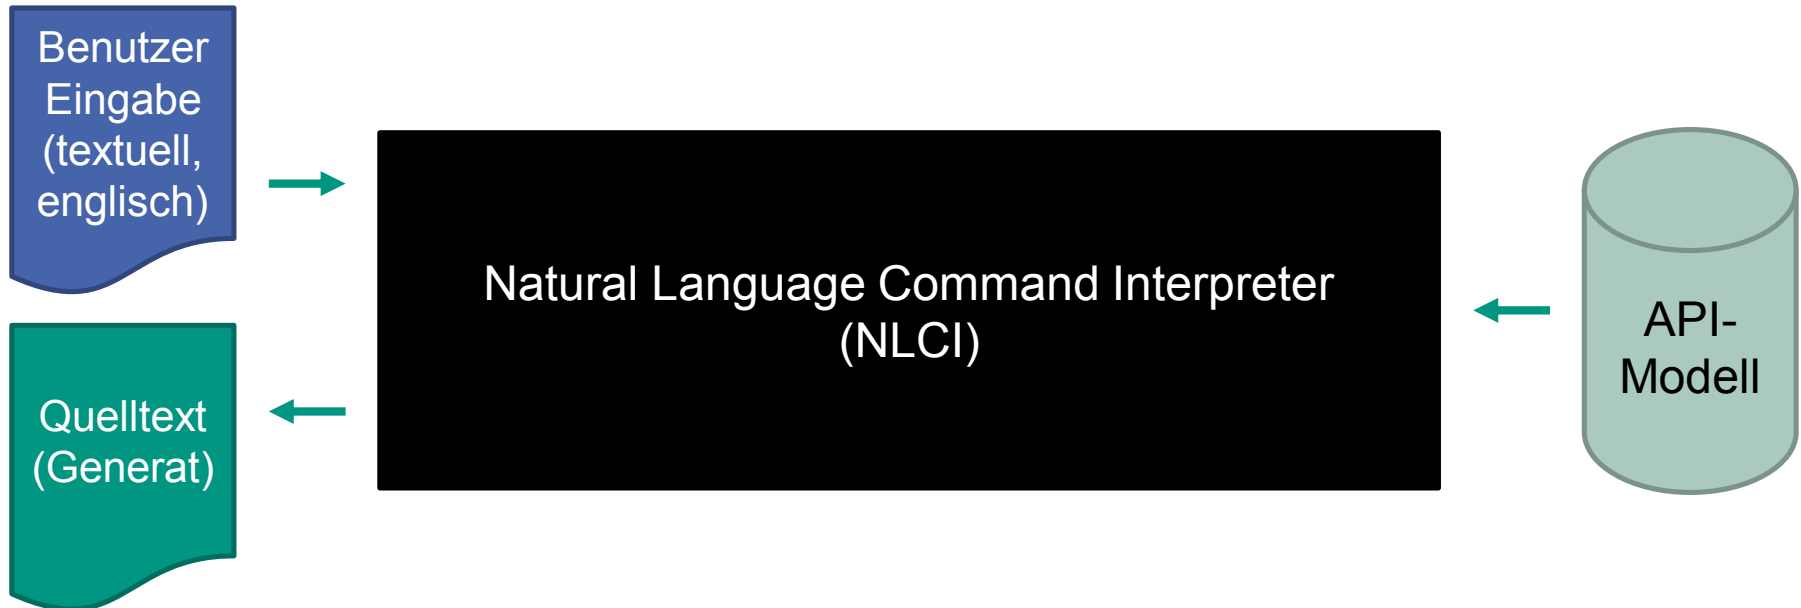 Benutzer
Eingabe
(textuell,
englisch)
Natural Language Command Interpreter
(NLCI)
API-
Modell
Quelltext
(Generat)